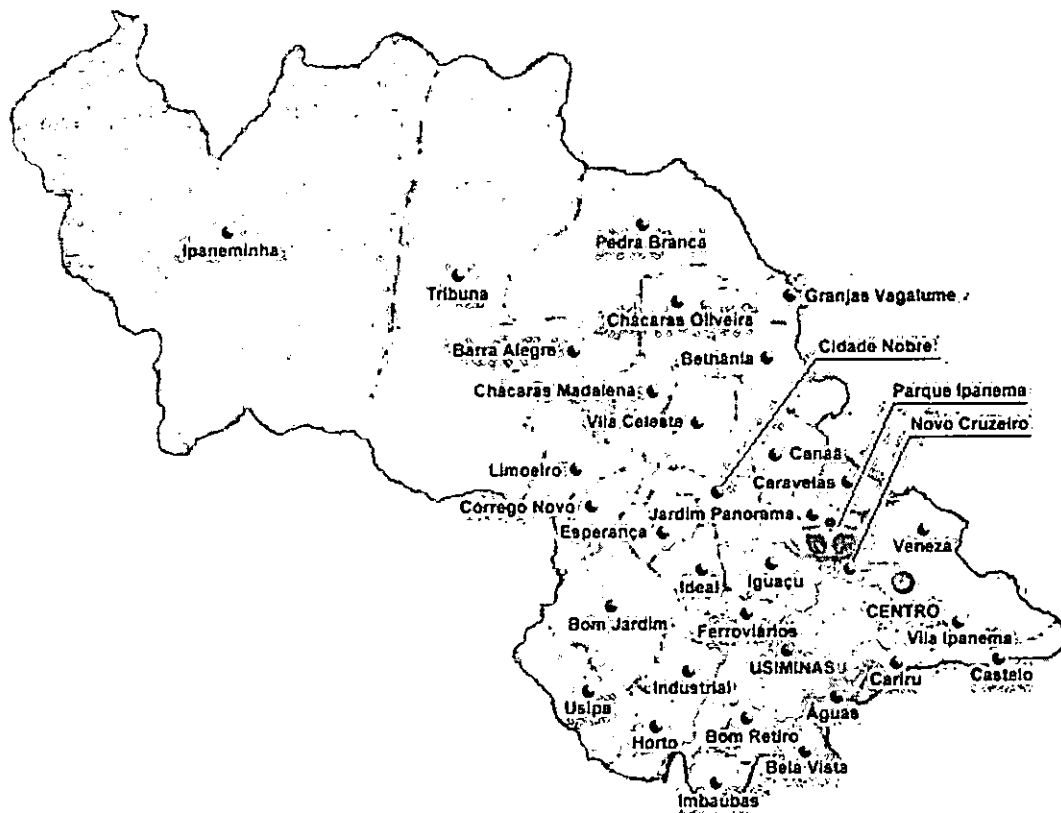 Ipaneminha
Pedra Branca
Tribuna
Granjas Vagalume
Chácaras Oliveira
Cidade Nobre
Barra Alegre
Bethânia
Chácaras Madalena
Parque Ipanema
Vila Celeste
Novo Cruzeiro
Canaã
Limoeiro
Caravelas
Córrego Novo
Jardim Panorama
Esperança
Veneza
Ideal
Iguaçu
CENTRO
Bom Jardim
Ferroviários
Vila Ipanema
USIMINAS
Cariru
Castelo
Industrial
Usipa
Águas
Horto
Bom Retiro
Bela Vista
Imbaúbas